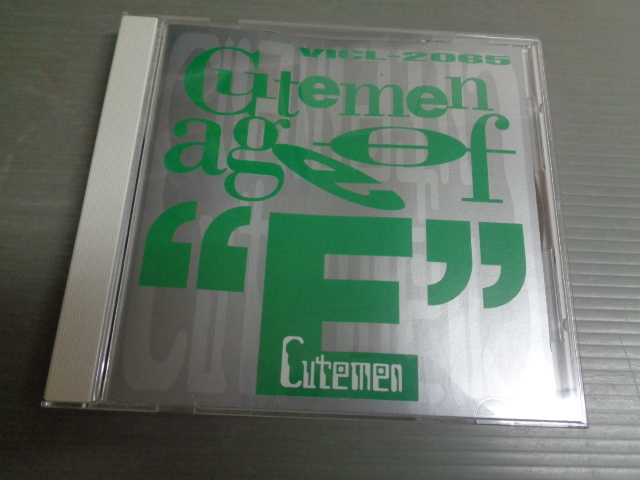 VICL-2065
Cutemen
age of
“E”
Cutemen